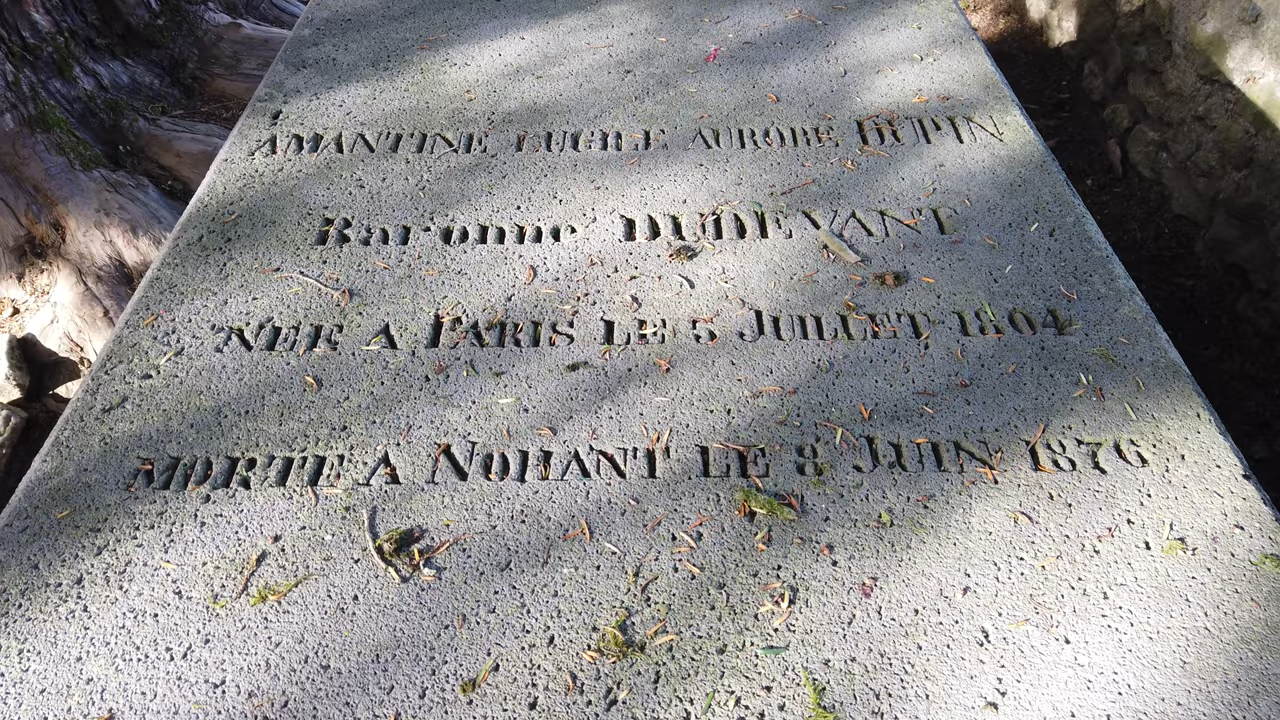 AMANTINE LUCILE AURORE DUPIN
Baronne DUDEVANT
NÉE A PARIS LE 5 JUILLET 1804
MORTE A NOHANT LE 8 JUIN 1876